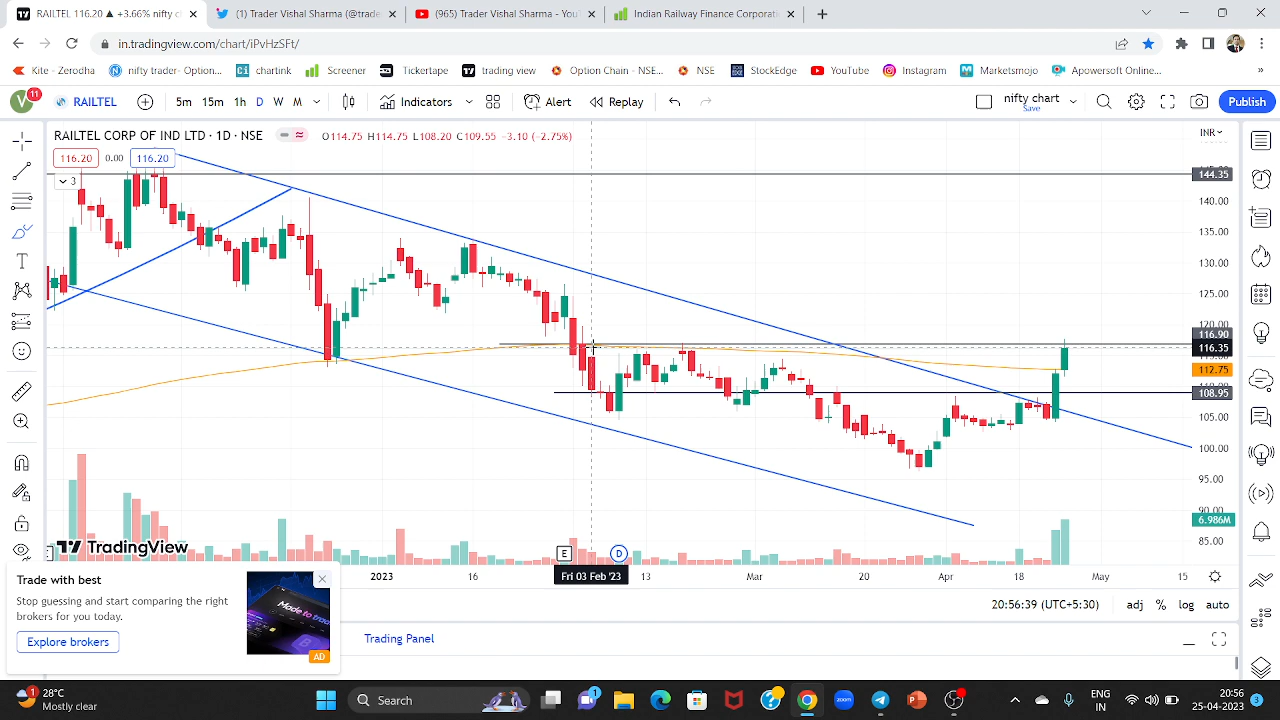 RAILTEL 116.20 ▲ +3.66% nifty c
(1) Trader Vishal Sharma (@trade
(965) Trader Vishal Sharma - You
Indian Railway Finance Corporat
in.tradingview.com/chart/iPvHzSFt/
Kite - Zerodha
nifty trader- Option...
chartink
Screener
Tickertape
trading view
Option Chain - NSE...
NSE
StockEdge
YouTube
Instagram
Marketsmojo
Apowersoft Online...
V
11
RAILTEL
5m 15m 1h D W M
Indicators
Alert
Replay
nifty chart
Save
Publish
RAILTEL CORP OF IND LTD · 1D · NSE
O114.75 H114.75 L108.20 C109.55 −3.10 (−2.75%)
INR
116.20 0.00 116.20
3
144.35
140.00
135.00
130.00
125.00
120.00
116.90
116.35
112.75
108.95
105.00
100.00
95.00
90.00
6.986M
85.00
TradingView
E
D
2023
16
Fri 03 Feb '23
13
Mar
20
Apr
18
May
15
Trade with best
Stop guessing and start comparing the right
brokers for you today.
Explore brokers
Made to
AD
20:56:39 (UTC+5:30)
adj % log auto
Trading Panel
1
28°C
Mostly clear
Search
1
zoom
ENG
IN
20:56
25-04-2023
3